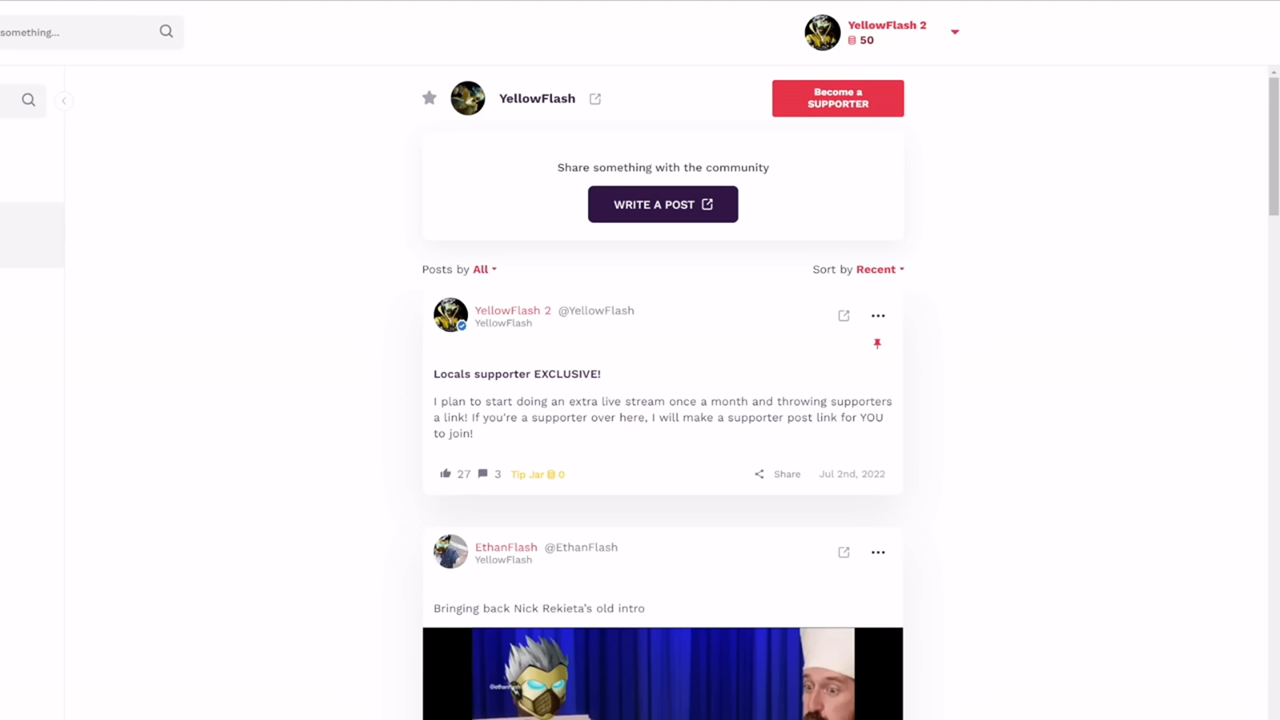 something...
YellowFlash 2
50
YellowFlash
Become a
SUPPORTER
Share something with the community
WRITE A POST
Posts by All
Sort by Recent
YellowFlash 2 @YellowFlash
YellowFlash
Locals supporter EXCLUSIVE!
I plan to start doing an extra live stream once a month and throwing supporters
a link! If you're a supporter over here, I will make a supporter post link for YOU
to join!
27 3 Tip Jar 0 Share Jul 2nd, 2022
EthanFlash @EthanFlash
YellowFlash
Bringing back Nick Rekieta's old intro